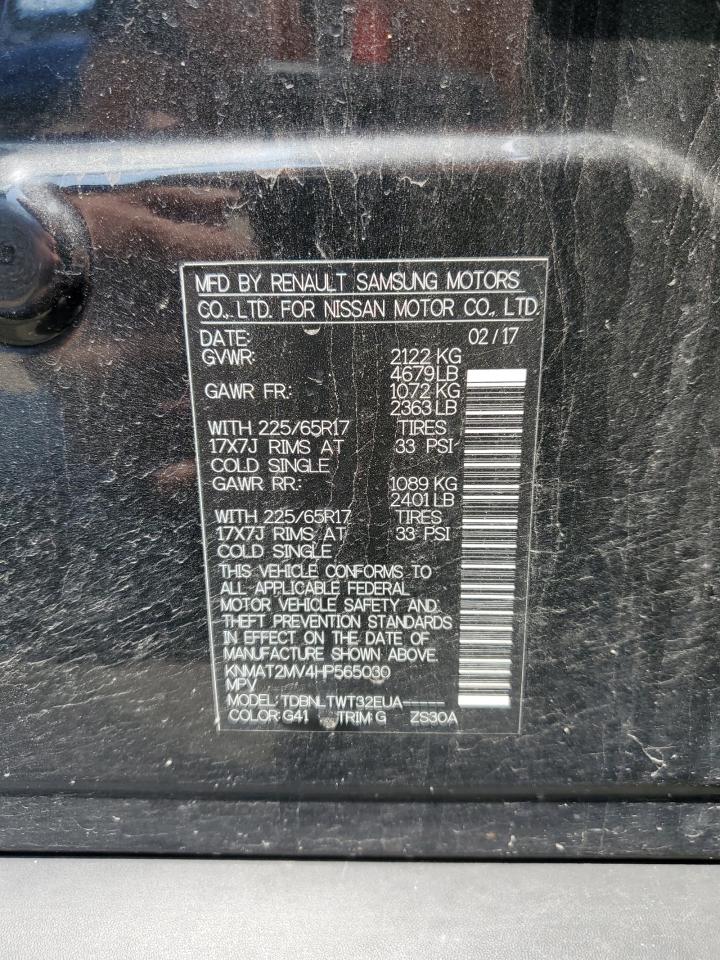 MFD BY RENAULT SAMSUNG MOTORS
CO., LTD. FOR NISSAN MOTOR CO., LTD.
DATE: 02/17
GVWR: 2122 KG
4679 LB
GAWR FR: 1072 KG
2363 LB
WITH 225/65R17 TIRES
17X7J RIMS AT 33 PSI
COLD SINGLE
GAWR RR: 1089 KG
2401 LB
WITH 225/65R17 TIRES
17X7J RIMS AT 33 PSI
COLD SINGLE
THIS VEHICLE CONFORMS TO
ALL APPLICABLE FEDERAL
MOTOR VEHICLE SAFETY AND
THEFT PREVENTION STANDARDS
IN EFFECT ON THE DATE OF
MANUFACTURE SHOWN ABOVE.
KNMAT2MV4HP565030
MPV
MODEL: TDBNLTWT32EUA-----
COLOR: G41 TRIM: G ZS30A